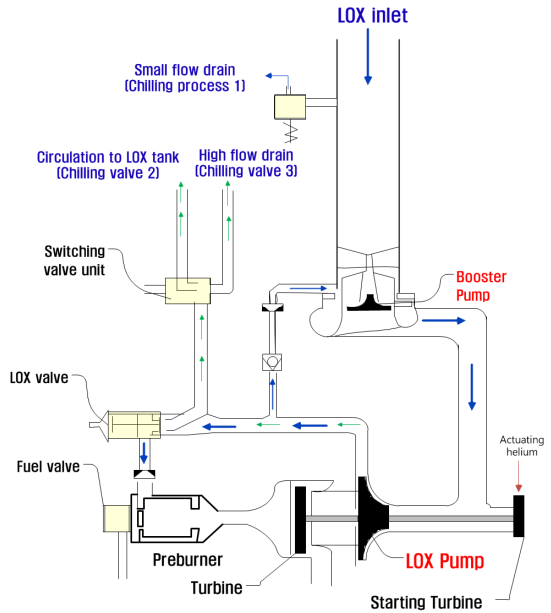 LOX inlet
Small flow drain
(Chilling process 1)
Circulation to LOX tank
(Chilling valve 2)
High flow drain
(Chilling valve 3)
Switching
valve unit
Booster
Pump
LOX valve
Actuating
helium
Fuel valve
Preburner
LOX Pump
Turbine
Starting Turbine